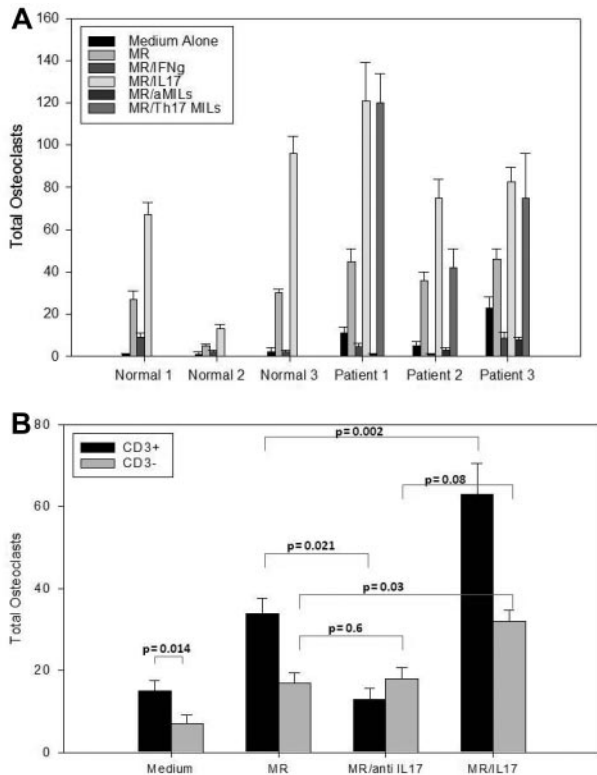 A
160
140
120
100
80
60
40
20
0
Total Osteoclasts
Medium Alone
MR
MR/IFNg
MR/IL17
MR/aMILs
MR/Th17 MILs
Normal 1 Normal 2 Normal 3 Patient 1 Patient 2 Patient 3
B
80
60
40
20
0
Total Osteoclasts
CD3+
CD3-
p=0.002
p=0.08
p=0.021
p=0.03
p=0.6
p=0.014
Medium MR MR/anti IL17 MR/IL17